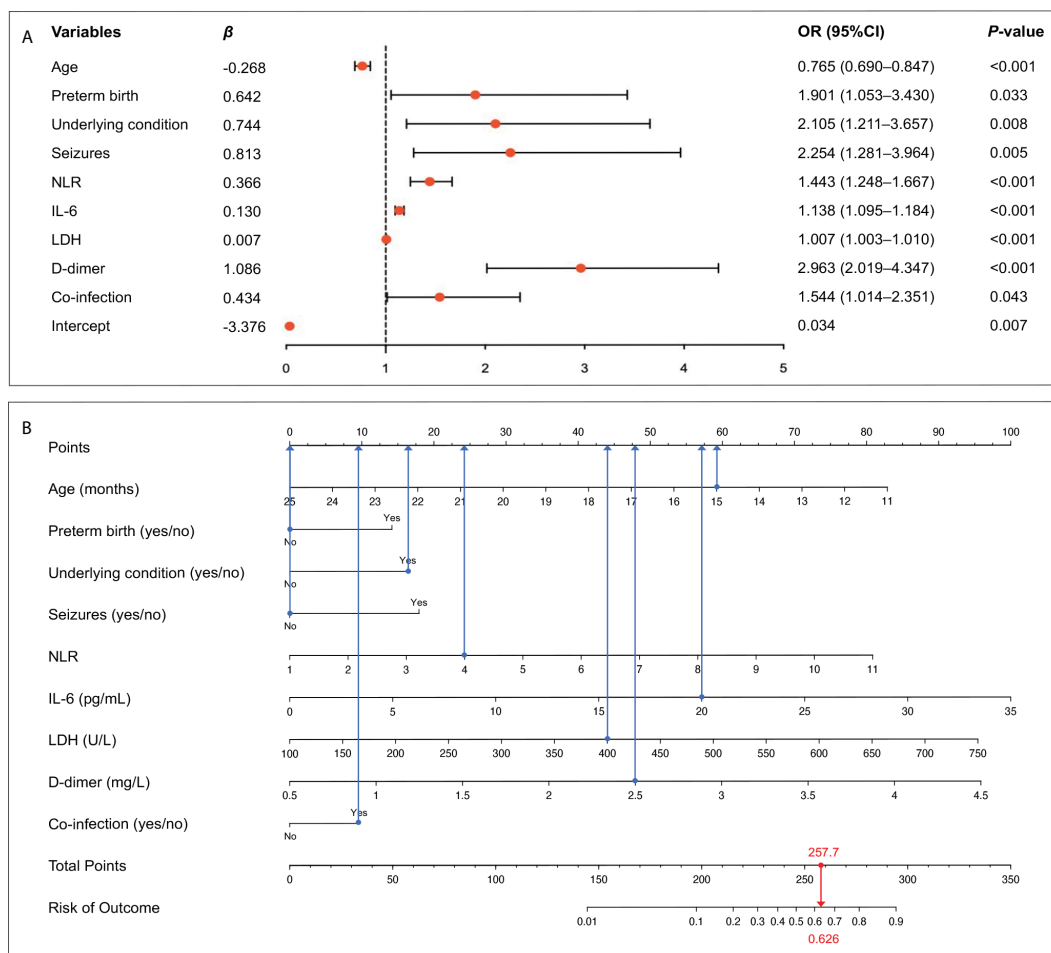 A Variables β OR (95%CI) P-value
Age -0.268 0.765 (0.690–0.847) <0.001
Preterm birth 0.642 1.901 (1.053–3.430) 0.033
Underlying condition 0.744 2.105 (1.211–3.657) 0.008
Seizures 0.813 2.254 (1.281–3.964) 0.005
NLR 0.366 1.443 (1.248–1.667) <0.001
IL-6 0.130 1.138 (1.095–1.184) <0.001
LDH 0.007 1.007 (1.003–1.010) <0.001
D-dimer 1.086 2.963 (2.019–4.347) <0.001
Co-infection 0.434 1.544 (1.014–2.351) 0.043
Intercept -3.376 0.034 0.007
0 1 2 3 4 5
B
0 10 20 30 40 50 60 70 80 90 100
Points
Age (months)
25 24 23 22 21 20 19 18 17 16 15 14 13 12 11
Yes
Preterm birth (yes/no)
No
Yes
Underlying condition (yes/no)
No
Yes
Seizures (yes/no)
No
NLR
1 2 3 4 5 6 7 8 9 10 11
IL-6 (pg/mL)
0 5 10 15 20 25 30 35
LDH (U/L)
100 150 200 250 300 350 400 450 500 550 600 650 700 750
D-dimer (mg/L)
0.5 1 1.5 2 2.5 3 3.5 4 4.5
Yes
Co-infection (yes/no)
No
257.7
Total Points
0 50 100 150 200 250 300 350
Risk of Outcome
0.01 0.1 0.2 0.3 0.4 0.5 0.6 0.7 0.8 0.9
0.626